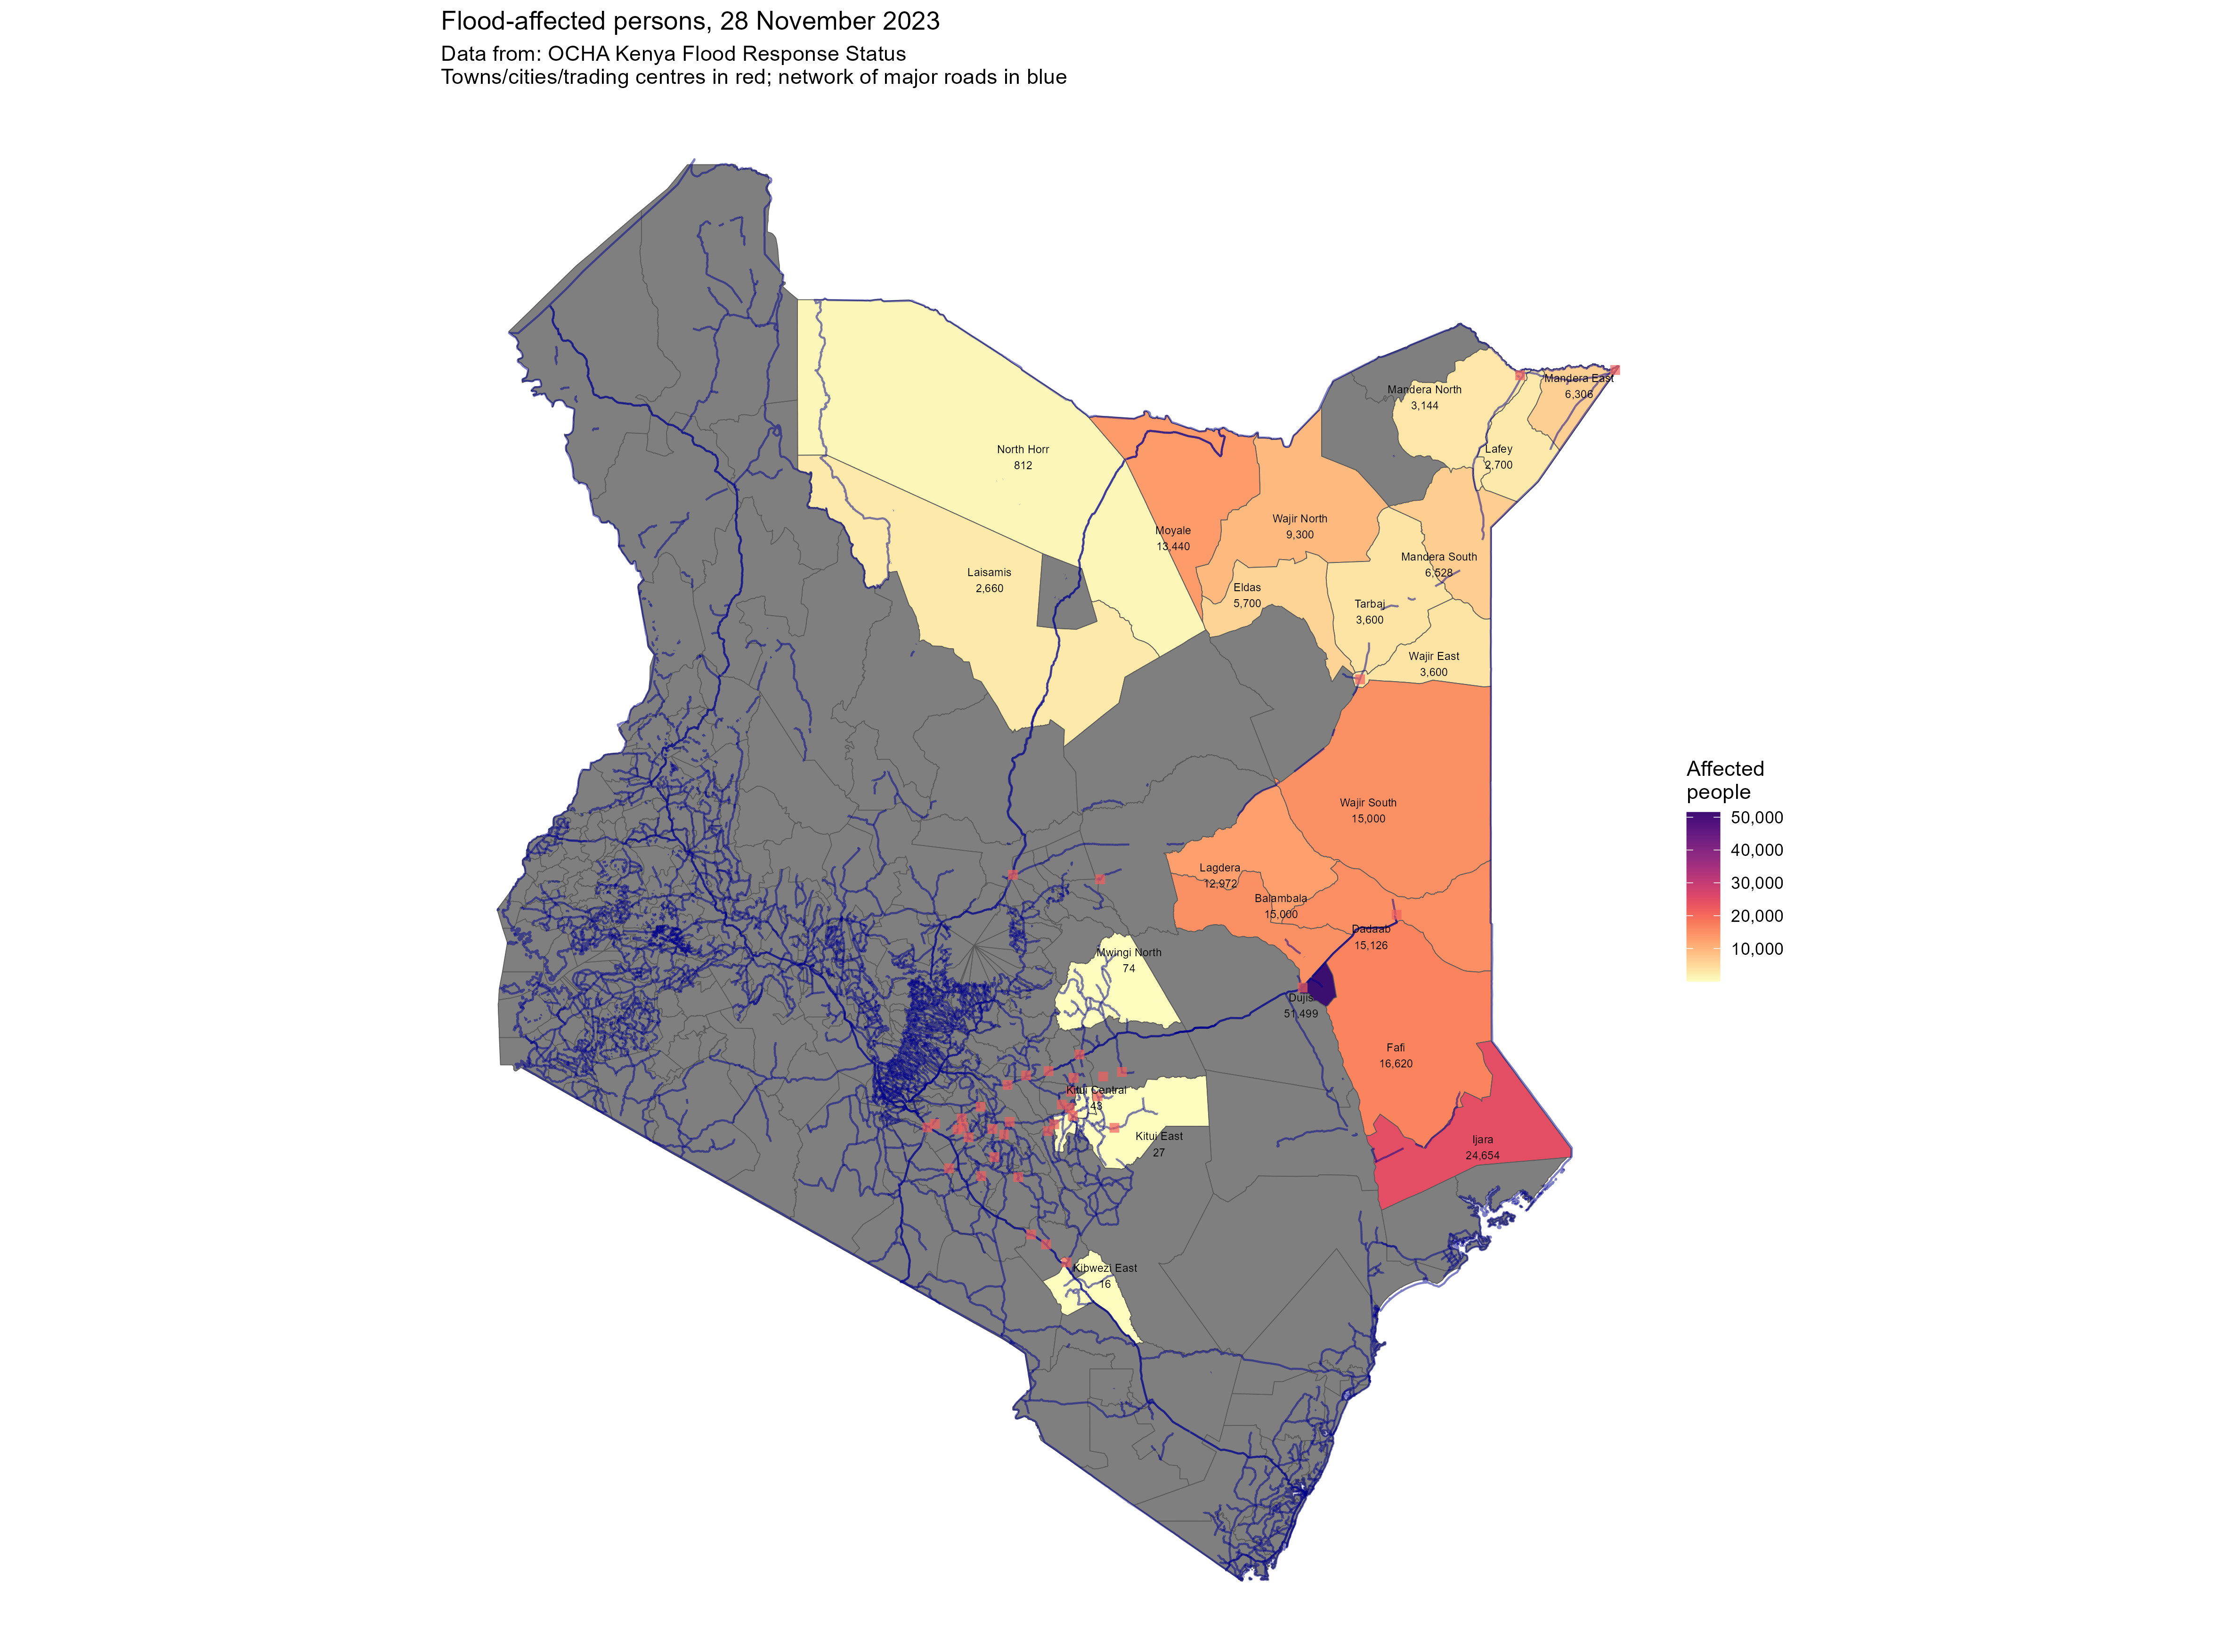 Flood-affected persons, 28 November 2023
Data from: OCHA Kenya Flood Response Status
Towns/cities/trading centres in red; network of major roads in blue
Mandera East
6,306
Mandera North
3,144
Lafey
2,700
North Horr
812
Moyale
13,440
Wajir North
9,300
Mandera South
6,528
Laisamis
2,660
Eldas
5,700
Tarbaj
3,600
Wajir East
3,600
Wajir South
15,000
Lagdera
12,972
Balambala
15,000
Dadaab
15,126
Mwingi North
74
Dujis
51,499
Fafi
16,620
Kitui Central
43
Kitui East
27
Ijara
24,654
Kibwezi East
16
Affected
people
50,000
40,000
30,000
20,000
10,000